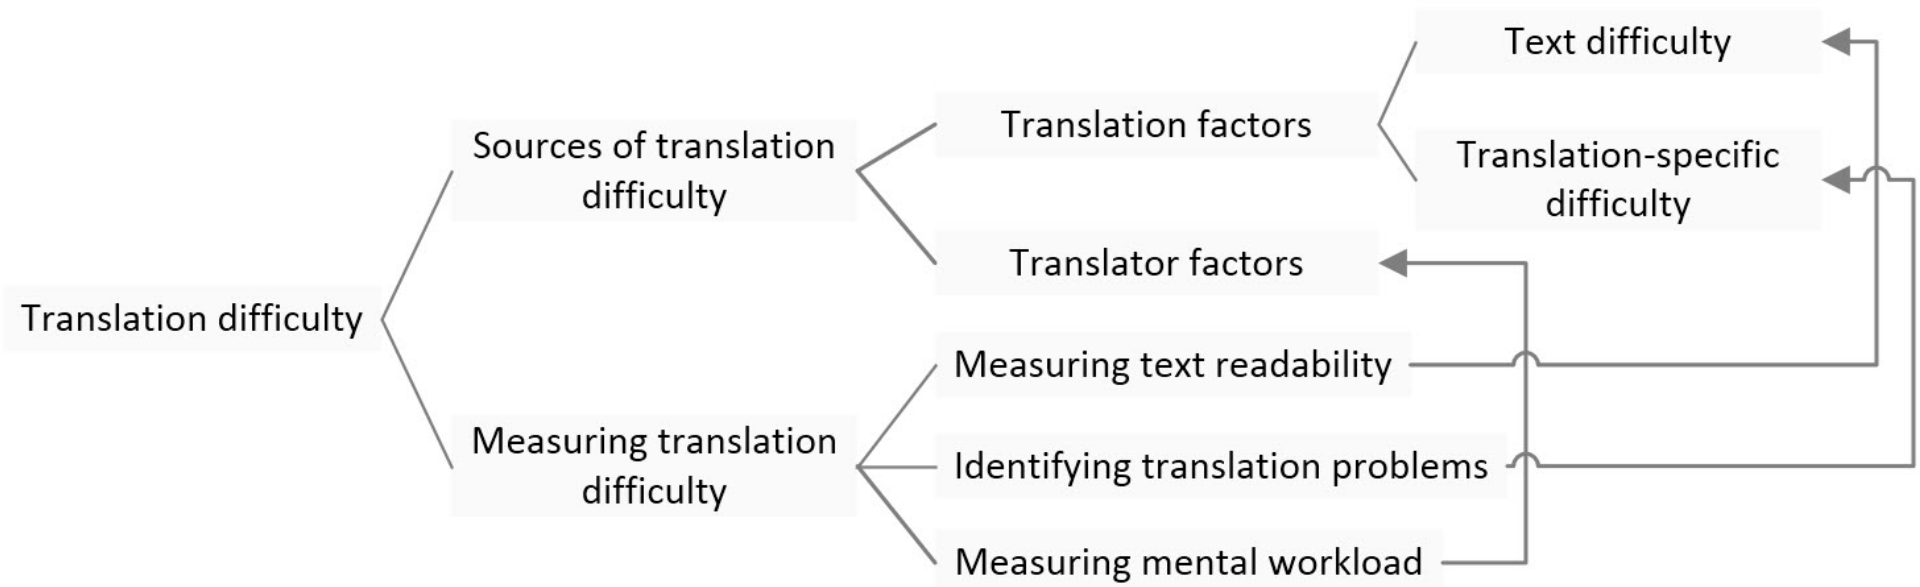 Translation difficulty
Sources of translation
difficulty
Measuring translation
difficulty
Translation factors
Translator factors
Measuring text readability
Identifying translation problems
Measuring mental workload
Text difficulty
Translation-specific
difficulty